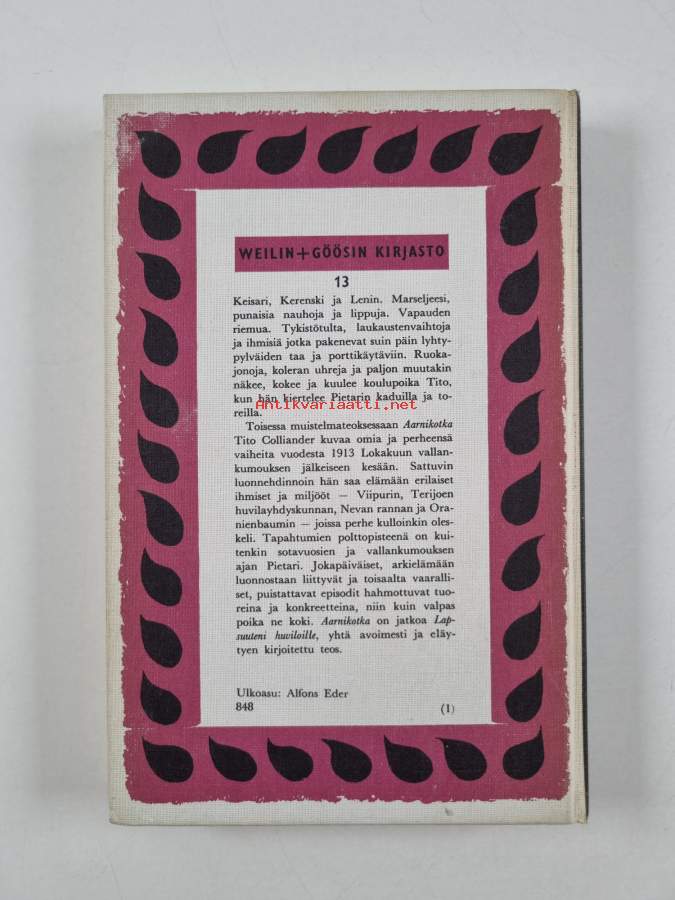 WEILIN+GÖÖSIN KIRJASTO
13
Keisari, Kerenski ja Lenin. Marseljeesi,
punaisia nauhoja ja lippuja. Vapauden
riemua. Tykistötulta, laukaustenvaihtoja
ja ihmisiä jotka pakenevat suin päin lyhty-
pylväiden taa ja porttikäytäviin. Ruoka-
jonoja, koleran uhreja ja paljon muutakin
näkee, kokee ja kuulee koulupoika Tito,
kun hän kiertelee Pietarin kaduilla ja to-
reilla.
Antikvariaatti.net
Toisessa muistelmateoksessaan Aarnikotka
Tito Colliander kuvaa omia ja perheensä
vaiheita vuodesta 1913 Lokakuun vallan-
kumouksen jälkeiseen kesään. Sattuvin
luonnehdinnoin hän saa elämään erilaiset
ihmiset ja miljööt — Viipurin, Terijoen
huvilayhdyskunnan, Nevan rannan ja Ora-
nienbaumin — joissa perhe kulloinkin oles-
keli. Tapahtumien polttopisteenä on kui-
tenkin sotavuosien ja vallankumouksen
ajan Pietari. Jokapäiväiset, arkielämään
luonnostaan liittyvät ja toisaalta vaaralli-
set, puistattavat episodit hahmottuvat tuo-
reina ja konkreetteina, niin kuin valpas
poika ne koki. Aarnikotka on jatkoa Lap-
suuteni huviloille, yhtä avoimesti ja eläy-
tyen kirjoitettu teos.
Ulkoasu: Alfons Eder
848 (1)